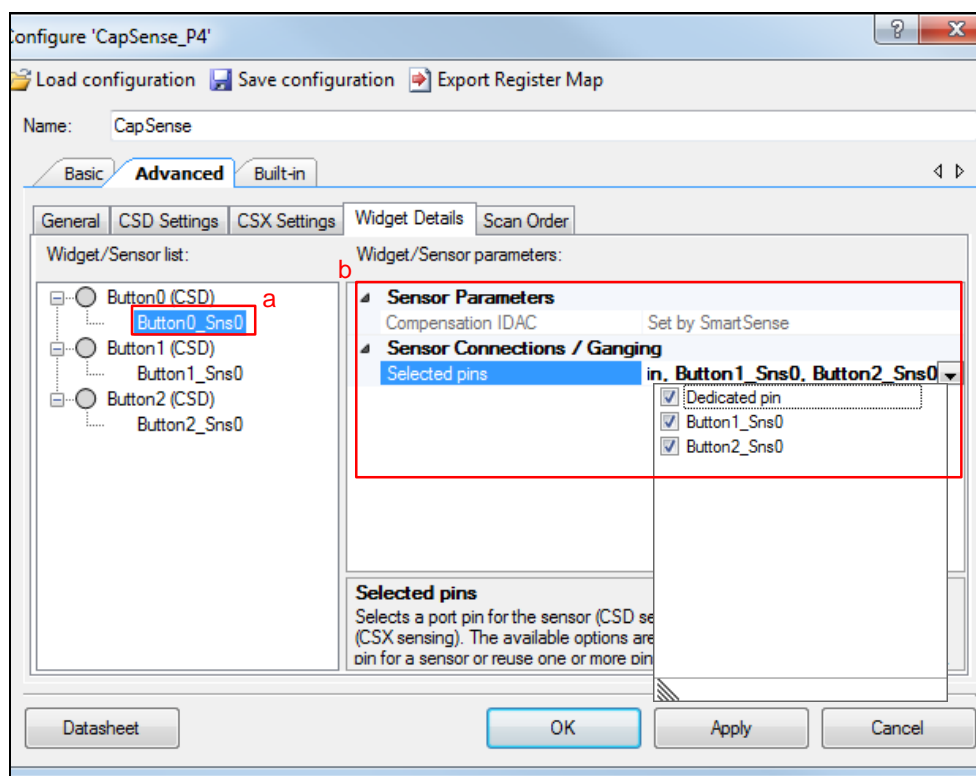 Configure 'CapSense_P4'
Load configuration Save configuration Export Register Map
Name: CapSense
Basic Advanced Built-in
General CSD Settings CSX Settings Widget Details Scan Order
Widget/Sensor list: Widget/Sensor parameters:
b
Button0 (CSD) a Sensor Parameters
Button0_Sns0 Compensation IDAC Set by SmartSense
Button1 (CSD) Sensor Connections / Ganging
Button1_Sns0 Selected pins in, Button1_Sns0, Button2_Sns0
Button2 (CSD) Dedicated pin
Button2_Sns0 Button1_Sns0
Button2_Sns0
Selected pins
Selects a port pin for the sensor (CSD se
(CSX sensing). The available options are
pin for a sensor or reuse one or more pin
Datasheet OK Apply Cancel